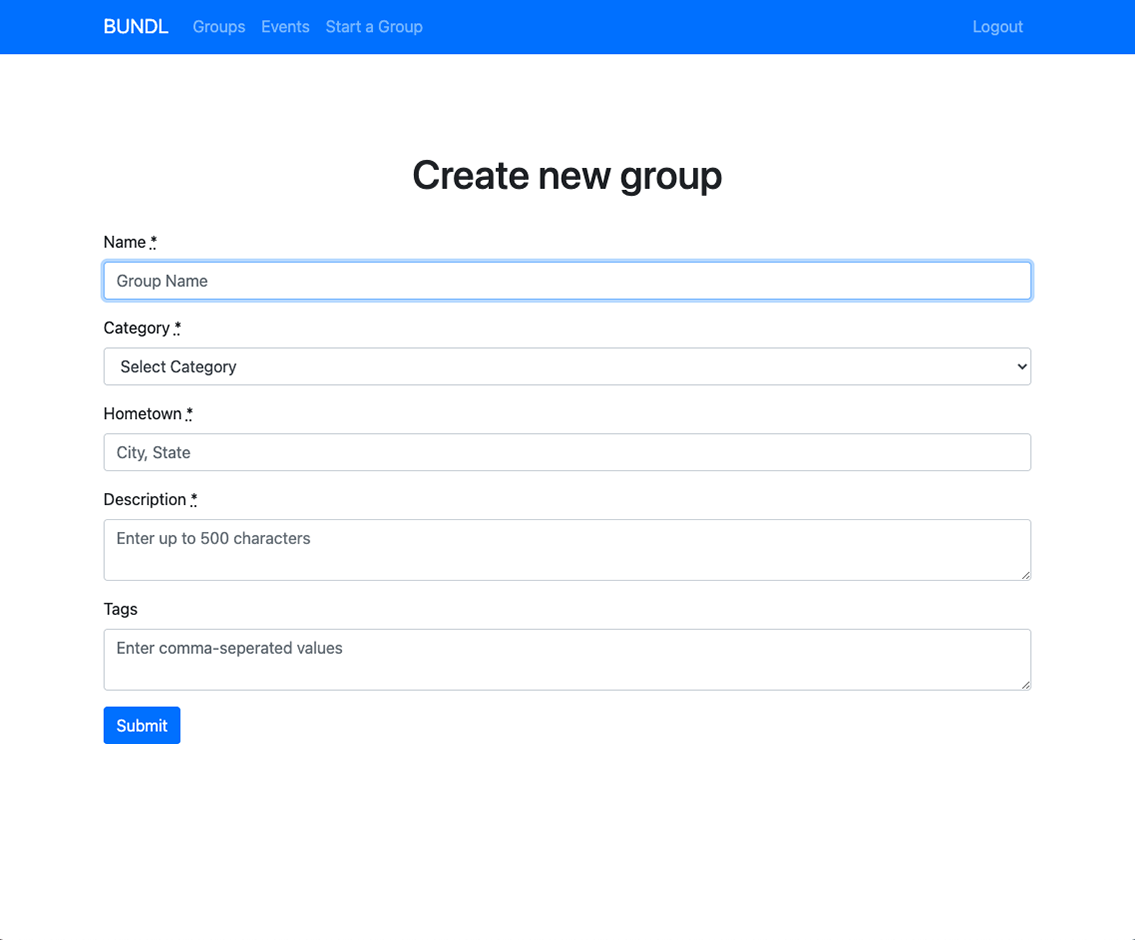 BUNDL Groups Events Start a Group Logout
Create new group
Name *
Group Name
Category *
Select Category
Hometown *
City, State
Description *
Enter up to 500 characters
Tags
Enter comma-seperated values
Submit